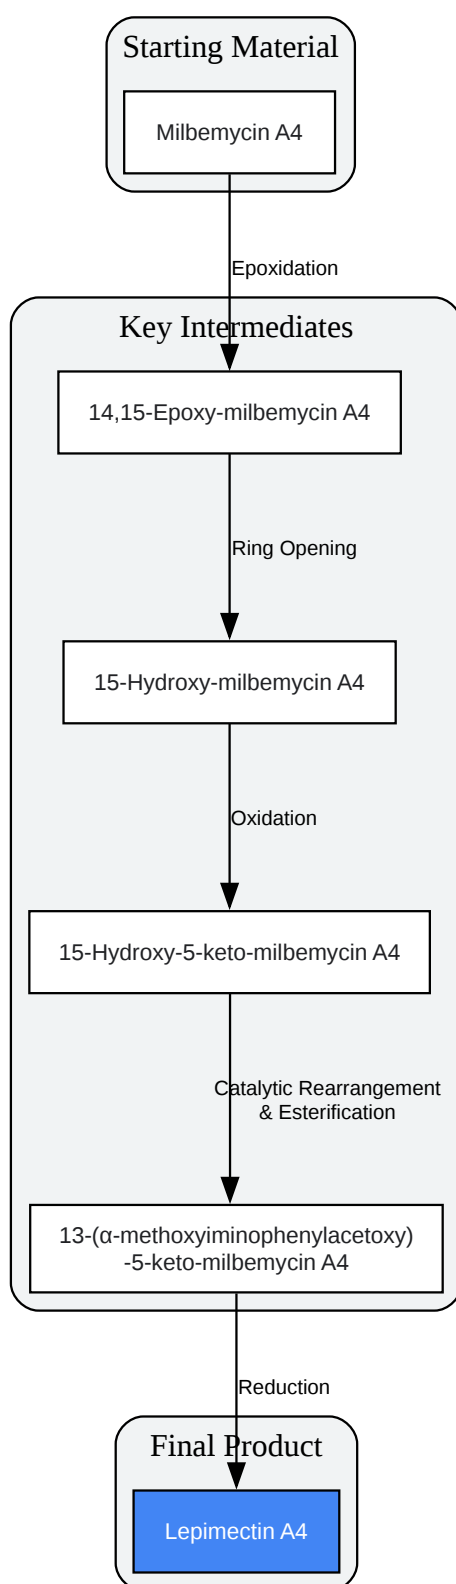 Starting Material
Milbemycin A4
Epoxidation
Key Intermediates
14,15-Epoxy-milbemycin A4
Ring Opening
15-Hydroxy-milbemycin A4
Oxidation
15-Hydroxy-5-keto-milbemycin A4
Catalytic Rearrangement
& Esterification
13-(α-methoxyiminophenylacetoxy)
-5-keto-milbemycin A4
Reduction
Final Product
Lepimectin A4